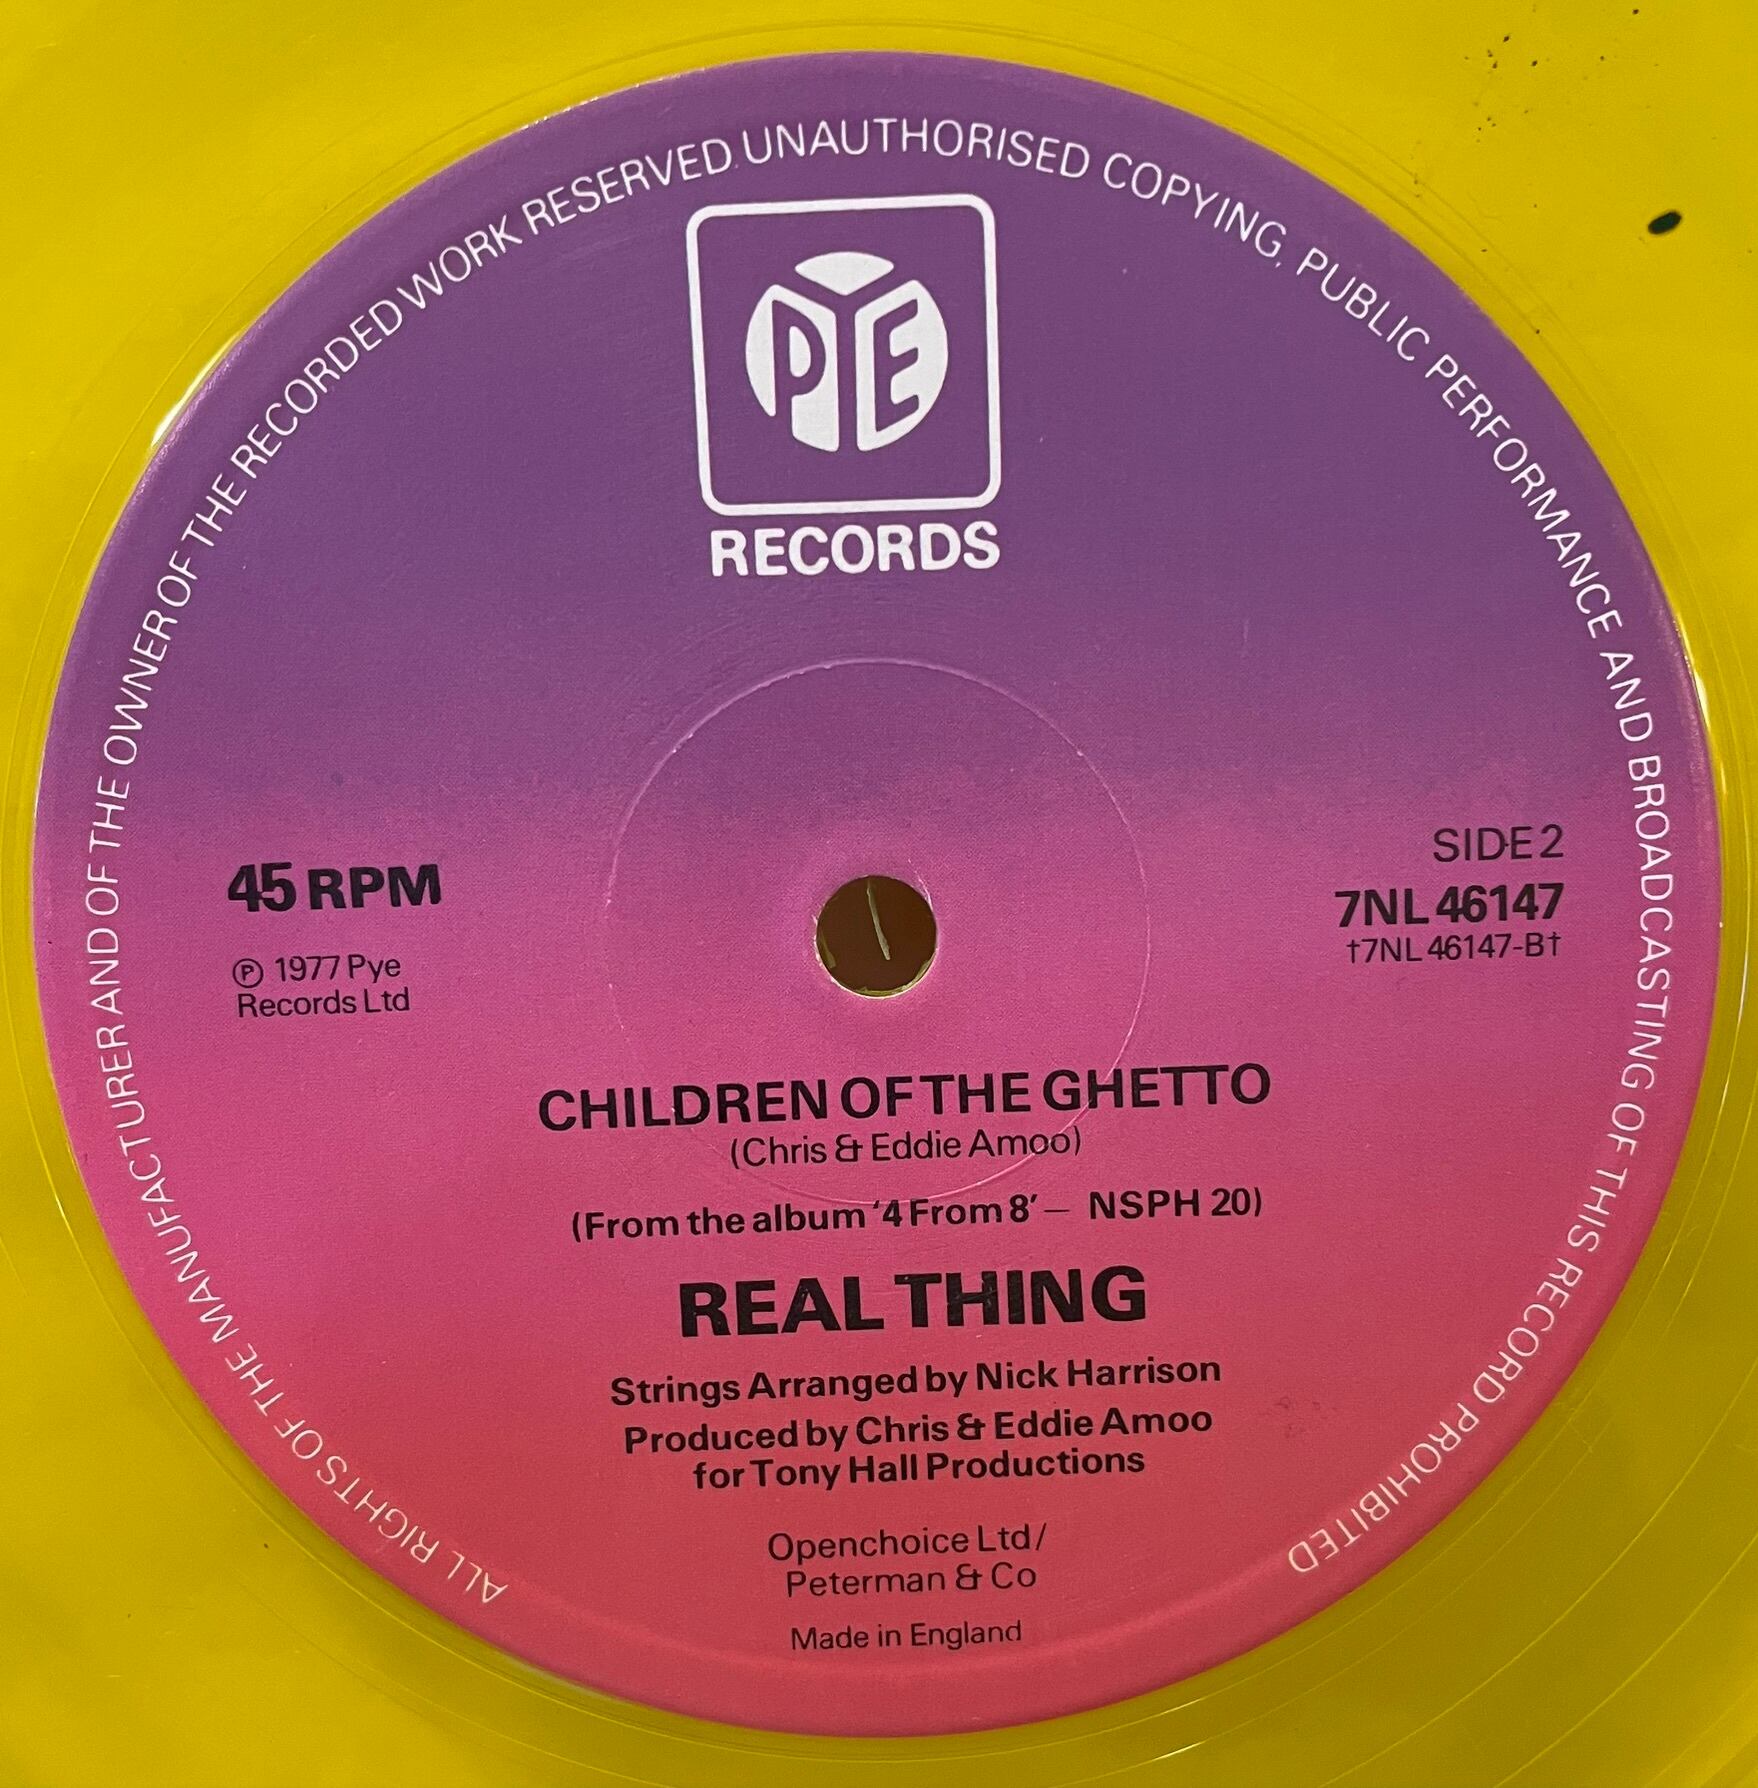 ALL RIGHTS OF THE MANUFACTURER AND OF THE OWNER OF THE RECORDED WORK RESERVED. UNAUTHORISED COPYING, PUBLIC PERFORMANCE AND BROADCASTING OF THIS RECORD PROHIBITED
PYE
RECORDS
45 RPM
℗ 1977 Pye
Records Ltd
SIDE 2
7NL 46147
†7NL 46147-B†
CHILDREN OF THE GHETTO
(Chris & Eddie Amoo)
(From the album '4 From 8' – NSPH 20)
REAL THING
Strings Arranged by Nick Harrison
Produced by Chris & Eddie Amoo
for Tony Hall Productions
Openchoice Ltd/
Peterman & Co
Made in England